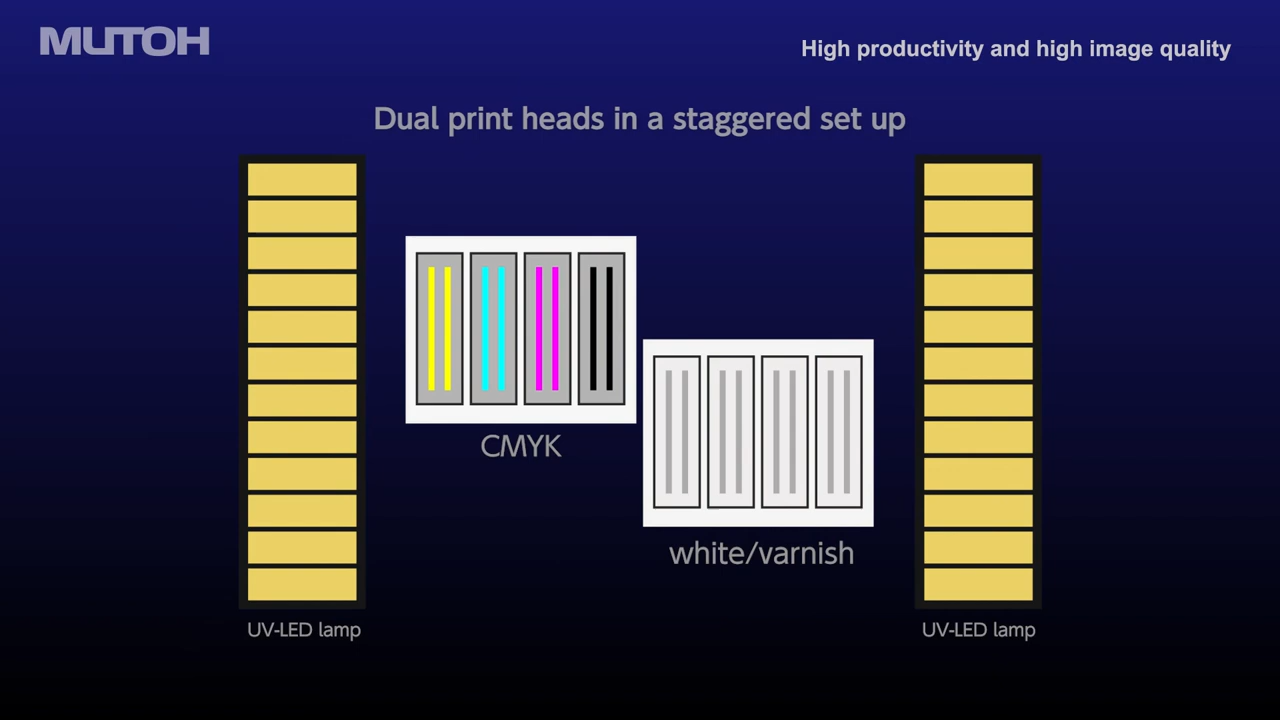 MUTOH
High productivity and high image quality
Dual print heads in a staggered set up
CMYK
white/varnish
UV-LED lamp
UV-LED lamp